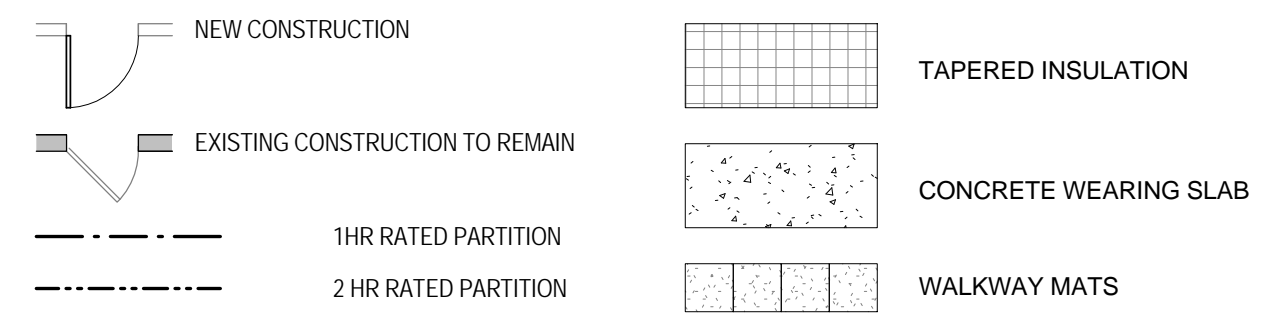 NEW CONSTRUCTION
EXISTING CONSTRUCTION TO REMAIN
1HR RATED PARTITION
2 HR RATED PARTITION
TAPERED INSULATION
CONCRETE WEARING SLAB
WALKWAY MATS